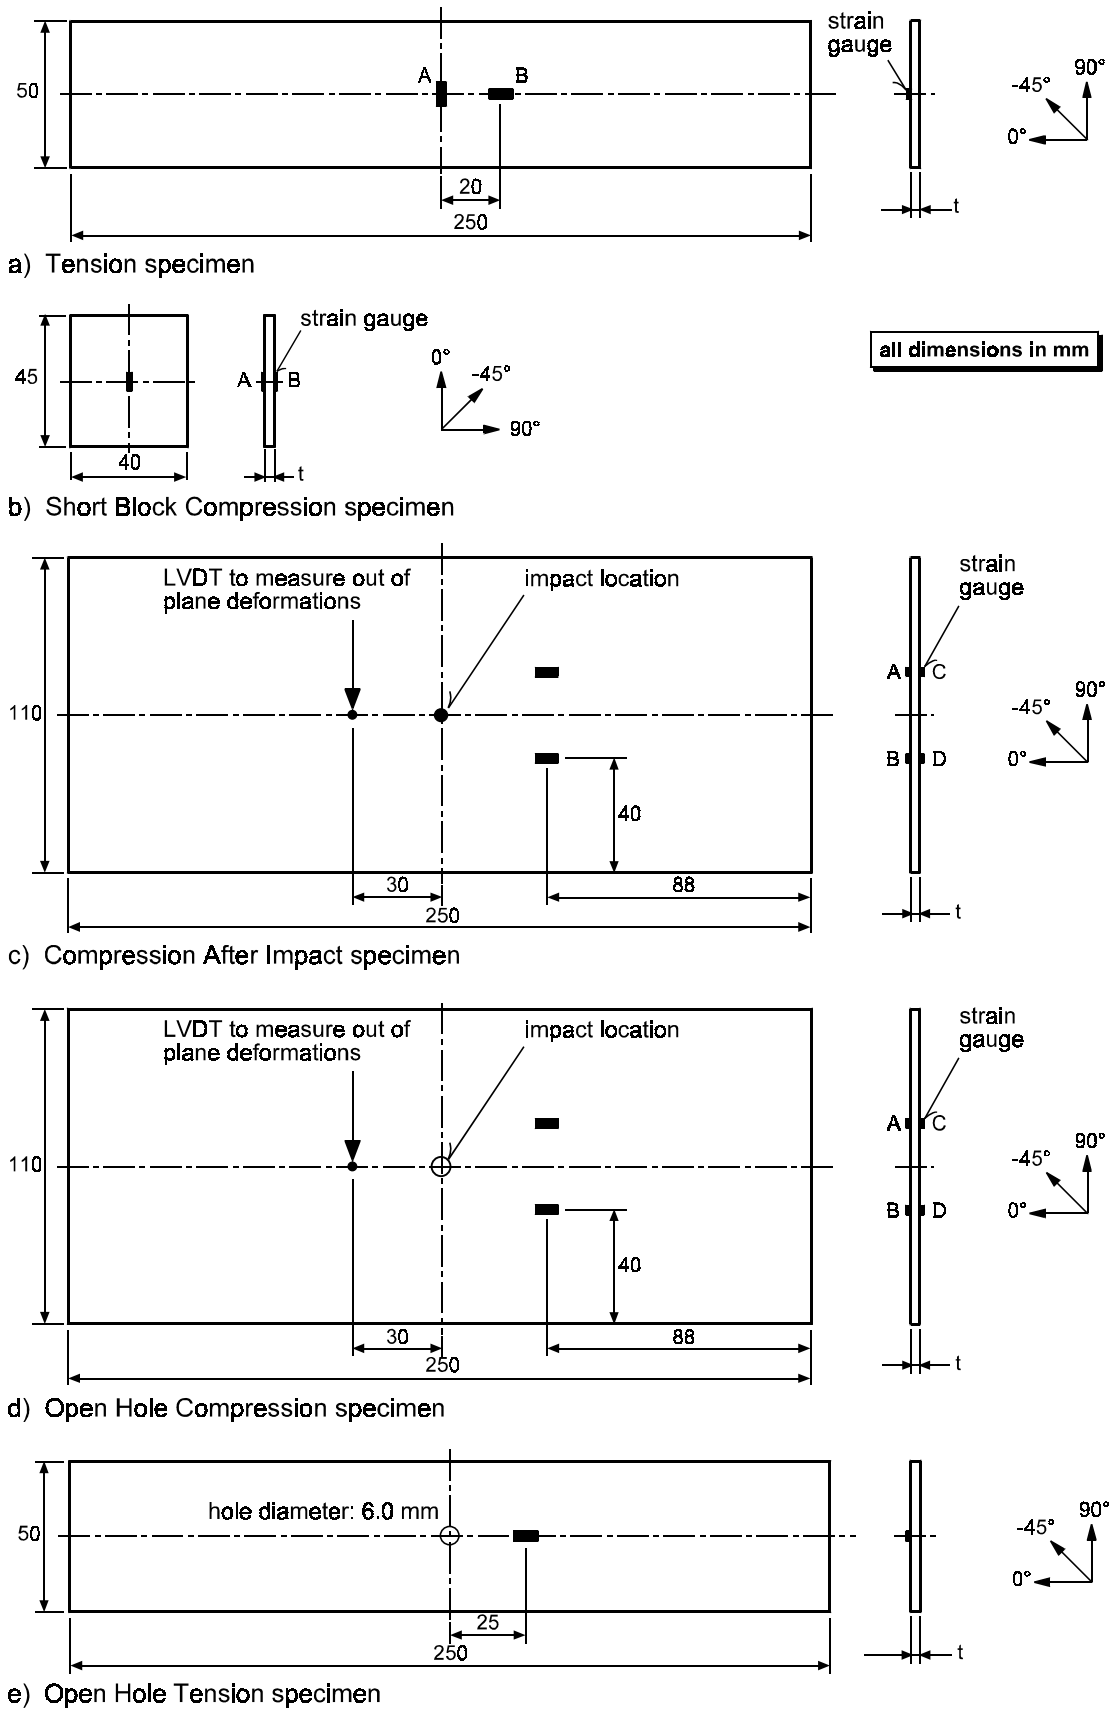 strain
gauge
50
A
B
90°
-45°
0°
20
250
t
a) Tension specimen
strain gauge
45
A
B
0°
-45°
90°
all dimensions in mm
40
t
b) Short Block Compression specimen
LVDT to measure out of
plane deformations
impact location
strain
gauge
110
A
C
B
D
90°
-45°
0°
40
30
88
250
t
c) Compression After Impact specimen
LVDT to measure out of
plane deformations
impact location
strain
gauge
110
A
C
B
D
90°
-45°
0°
40
30
88
250
t
d) Open Hole Compression specimen
hole diameter: 6.0 mm
50
90°
-45°
0°
25
250
t
e) Open Hole Tension specimen